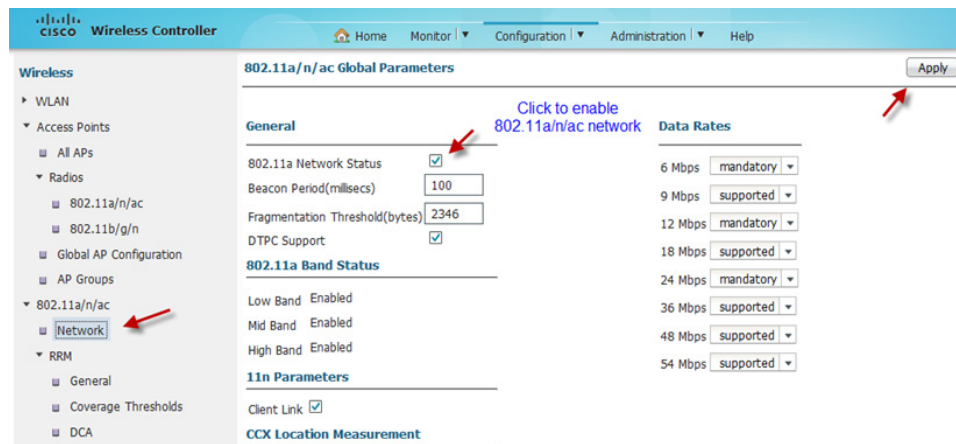 CISCO Wireless Controller
Home Monitor Configuration Administration Help
Wireless
WLAN
Access Points
All APs
Radios
802.11a/n/ac
802.11b/g/n
Global AP Configuration
AP Groups
802.11a/n/ac
Network
RRM
General
Coverage Thresholds
DCA
802.11a/n/ac Global Parameters
Apply
Click to enable
802.11a/n/ac network
General
802.11a Network Status
Beacon Period(milisecs) 100
Fragmentation Threshold(bytes) 2346
DTPC Support
802.11a Band Status
Low Band Enabled
Mid Band Enabled
High Band Enabled
11n Parameters
Client Link
CCX Location Measurement
Data Rates
6 Mbps mandatory
9 Mbps supported
12 Mbps mandatory
18 Mbps supported
24 Mbps mandatory
36 Mbps supported
48 Mbps supported
54 Mbps supported